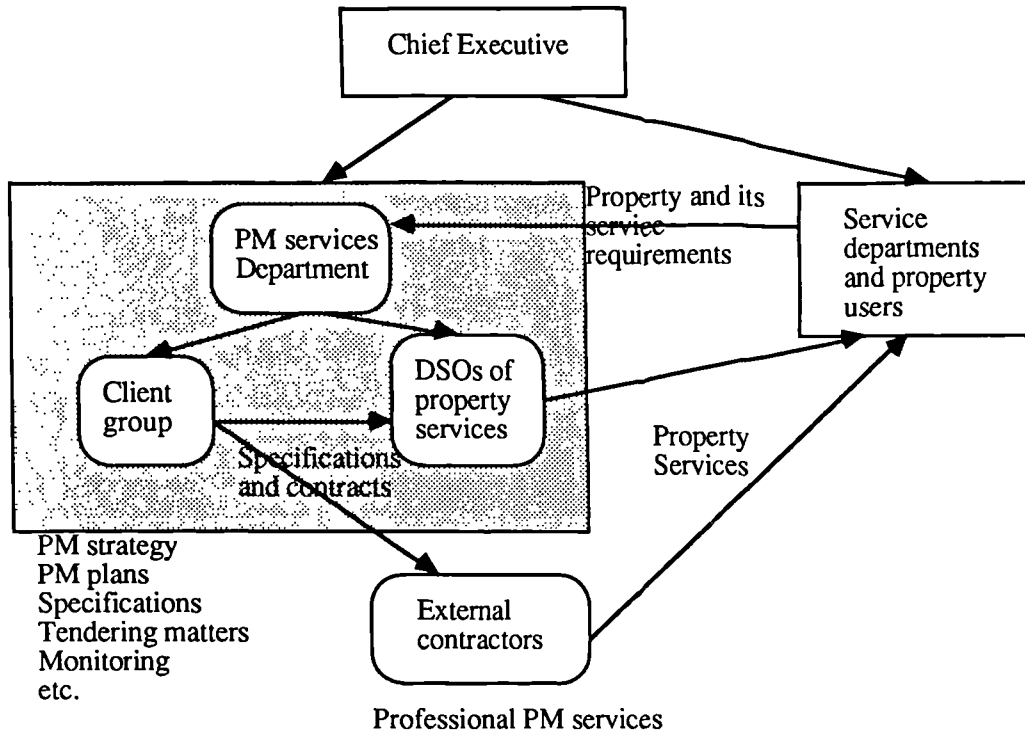 Chief Executive
Property and its
service
requirements
Service
departments
and property
users
PM services
Department
Client
group
DSOs of
property
services
Specifications
and contracts
Property
Services
PM strategy
PM plans
Specifications
Tendering matters
Monitoring
etc.
External
contractors
Professional PM services